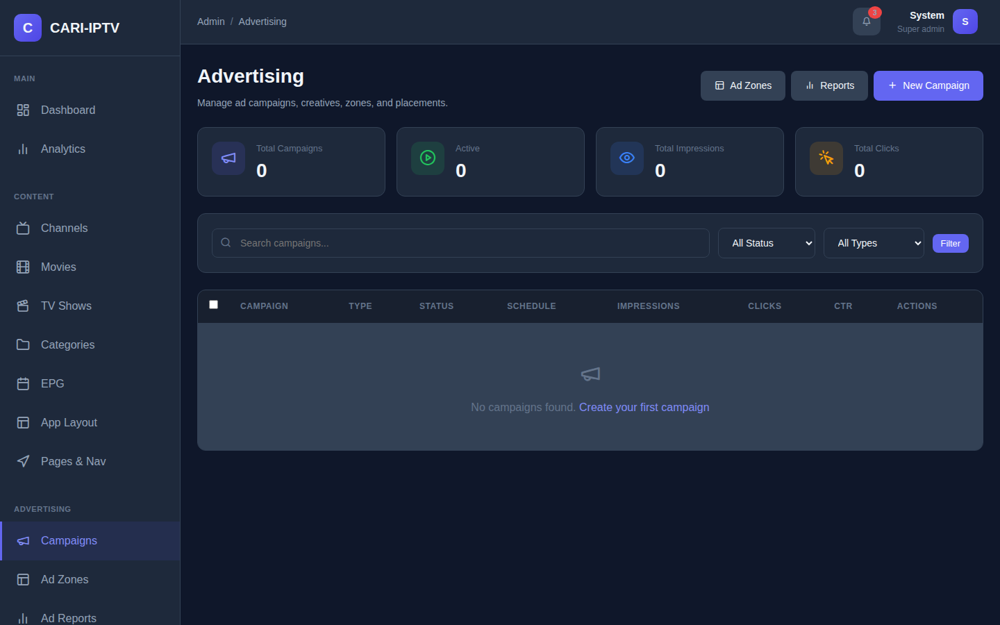 C CARI-IPTV
MAIN
Dashboard
Analytics
CONTENT
Channels
Movies
TV Shows
Categories
EPG
App Layout
Pages & Nav
ADVERTISING
Campaigns
Ad Zones
Ad Reports
Admin / Advertising
3
System
Super admin
S
Advertising
Manage ad campaigns, creatives, zones, and placements.
Ad Zones
Reports
New Campaign
Total Campaigns
0
Active
0
Total Impressions
0
Total Clicks
0
Search campaigns...
All Status
All Types
Filter
CAMPAIGN TYPE STATUS SCHEDULE IMPRESSIONS CLICKS CTR ACTIONS
No campaigns found. Create your first campaign